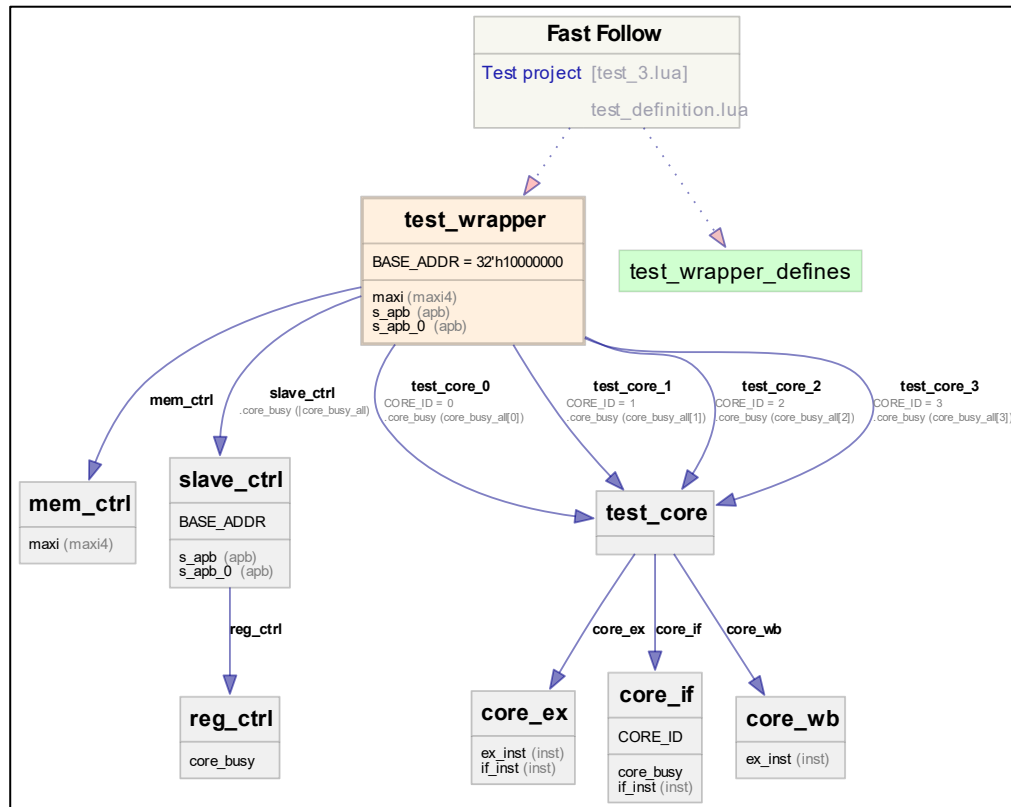 Fast Follow
Test project [test_3.lua]
test_definition.lua
test_wrapper
BASE_ADDR = 32'h10000000
maxi (maxi4)
s_apb (apb)
s_apb_0 (apb)
test_wrapper_defines
mem_ctrl
slave_ctrl
.core_busy (|core_busy_all)
test_core_0
CORE_ID = 0
.core_busy (core_busy_all[0])
test_core_1
CORE_ID = 1
.core_busy (core_busy_all[1])
test_core_2
CORE_ID = 2
.core_busy (core_busy_all[2])
test_core_3
CORE_ID = 3
.core_busy (core_busy_all[3])
mem_ctrl
maxi (maxi4)
slave_ctrl
BASE_ADDR
s_apb (apb)
s_apb_0 (apb)
test_core
reg_ctrl
core_ex
core_if
core_wb
reg_ctrl
core_busy
core_ex
ex_inst (inst)
if_inst (inst)
core_if
CORE_ID
core_busy
if_inst (inst)
core_wb
ex_inst (inst)